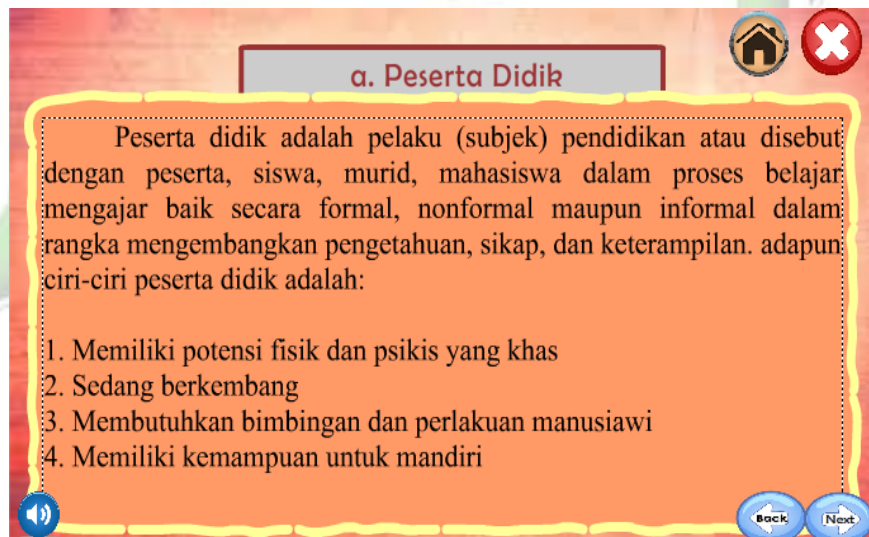 a. Peserta Didik
Peserta didik adalah pelaku (subjek) pendidikan atau disebut
dengan peserta, siswa, murid, mahasiswa dalam proses belajar
mengajar baik secara formal, nonformal maupun informal dalam
rangka mengembangkan pengetahuan, sikap, dan keterampilan. adapun
ciri-ciri peserta didik adalah:
1. Memiliki potensi fisik dan psikis yang khas
2. Sedang berkembang
3. Membutuhkan bimbingan dan perlakuan manusiawi
4. Memiliki kemampuan untuk mandiri
Back Next